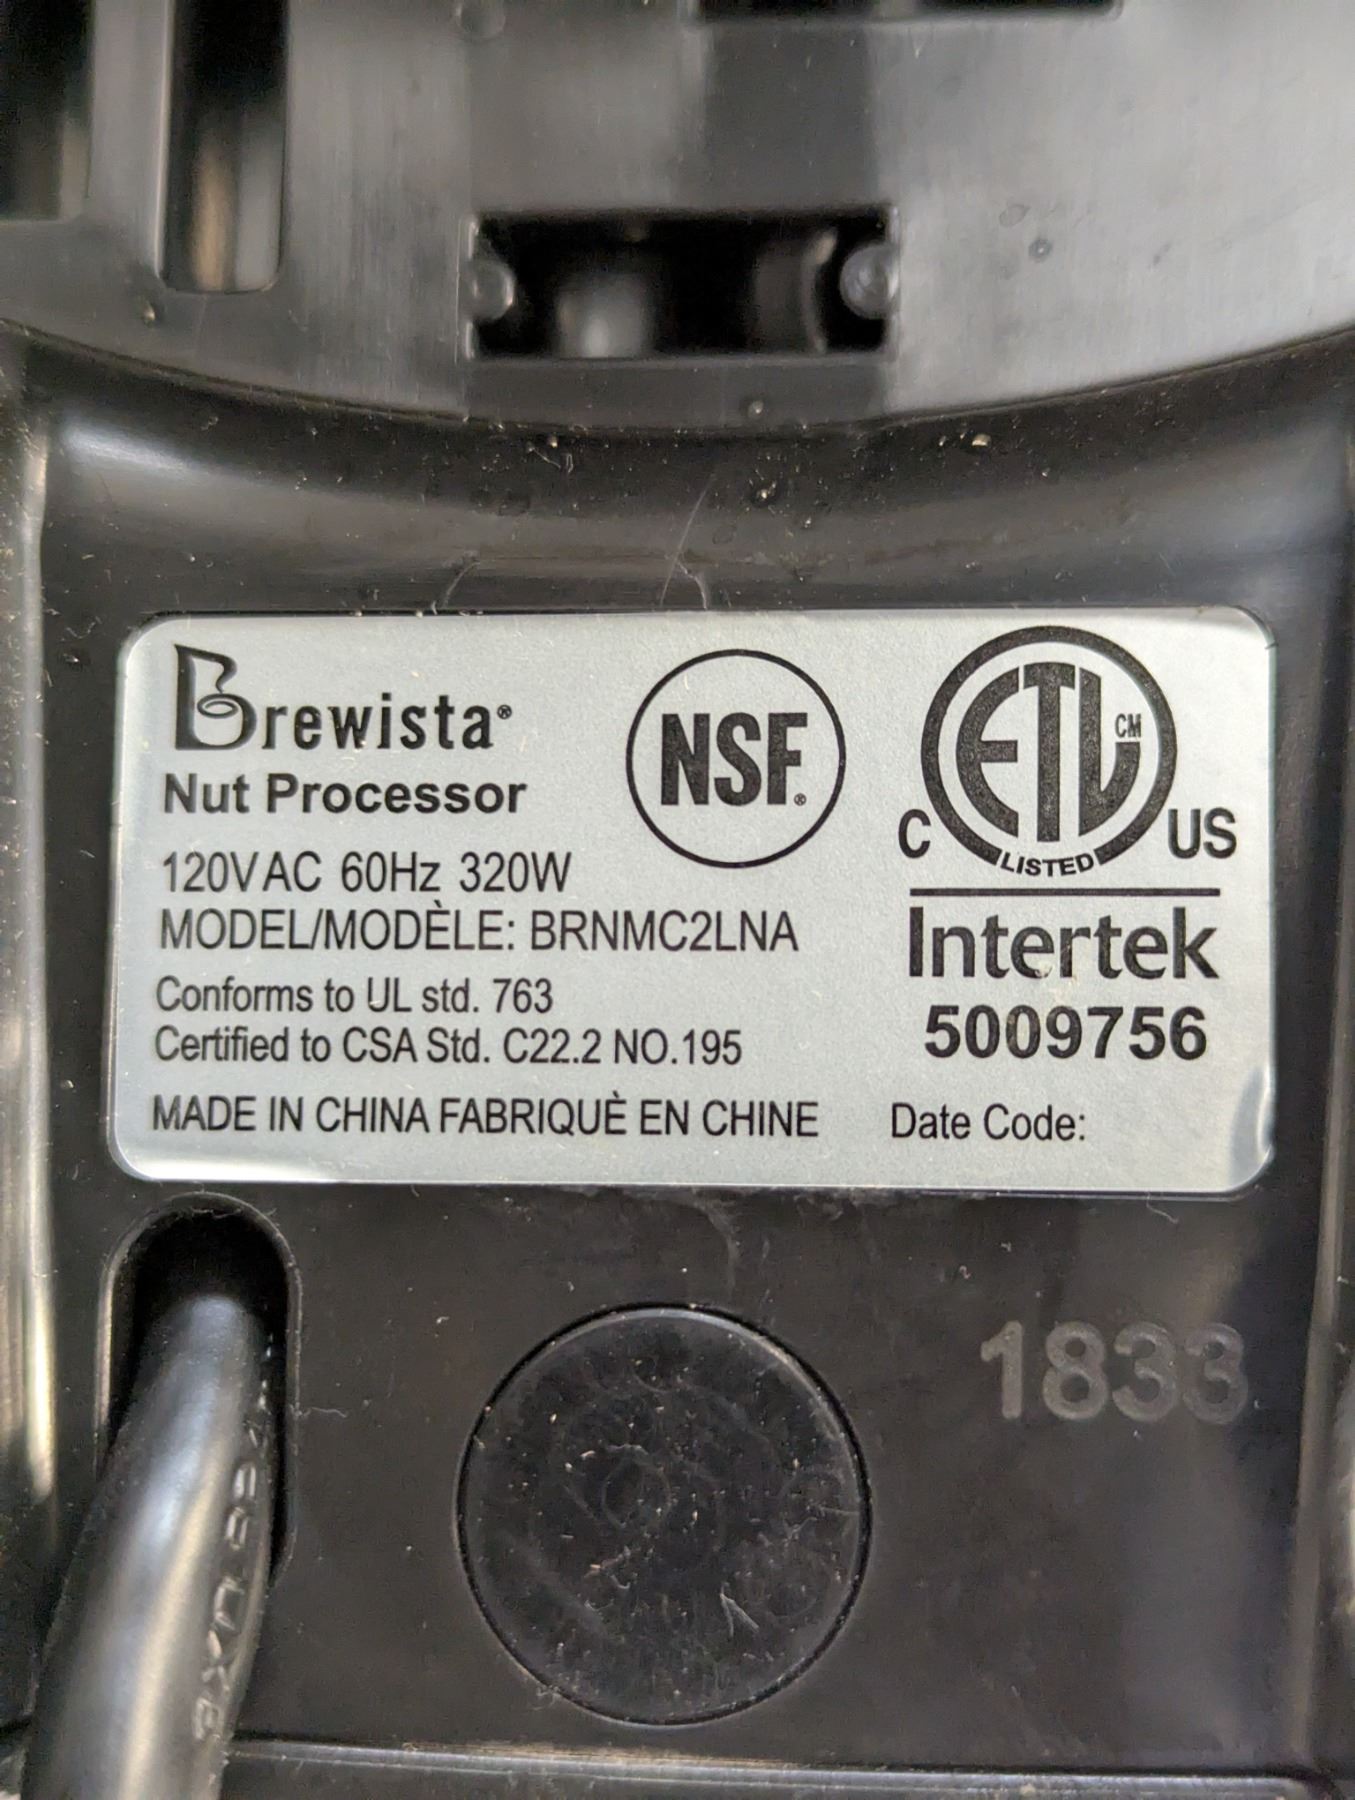 Brewista®
Nut Processor
120VAC 60Hz 320W
MODEL/MODÈLE: BRNMC2LNA
Conforms to UL std. 763
Certified to CSA Std. C22.2 NO.195
MADE IN CHINA FABRIQUÈ EN CHINE
NSF®
ETL CM
C LISTED US
Intertek
5009756
Date Code:
1833